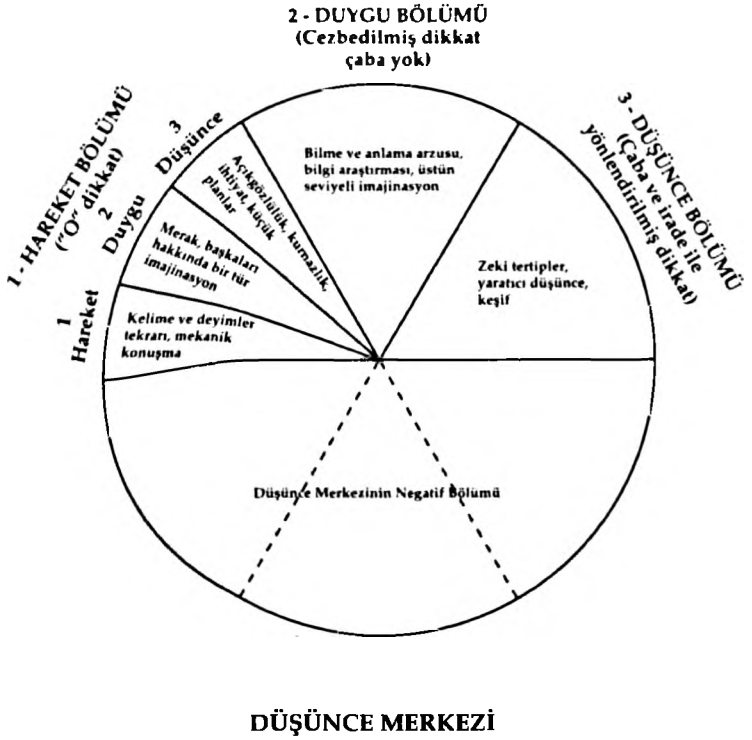 2 - DUYGU BÖLÜMÜ
(Cezbedilmiş dikkat
çaba yok)
1 - HAREKET BÖLÜMÜ
("O" dikkat)
3
Düşünce
2
Duygu
1
Hareket
3 - DÜŞÜNCE BÖLÜMÜ
(Çaba ve irade ile
yönlendirilmiş dikkat)
Açıkgözlülük, kurnazlık,
ihtiyat, küçük
planlar
Merak, başkaları
hakkında bir tür
imajinasyon
Kelime ve deyimler
tekrarı, mekanik
konuşma
Bilme ve anlama arzusu,
bilgi araştırması, üstün
seviyeli imajinasyon
Zeki tertipler,
yaratıcı düşünce,
keşif
Düşünce Merkezinin Negatif Bölümü
DÜŞÜNCE MERKEZİ